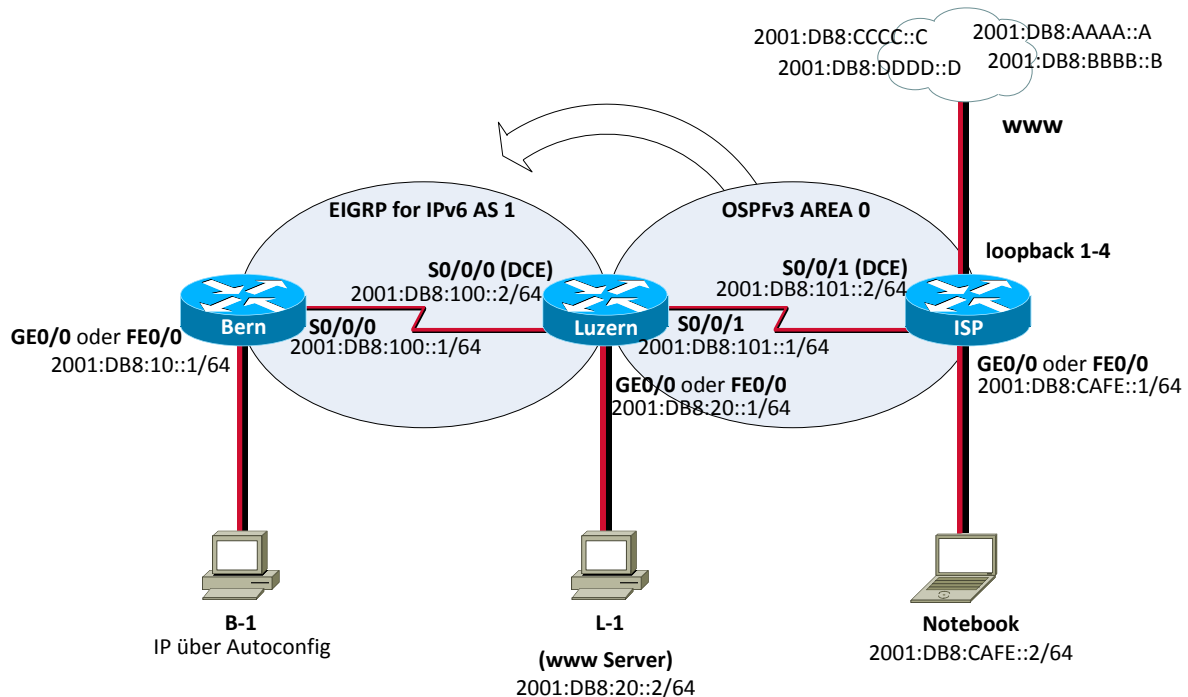 2001:DB8:CCCC::C
2001:DB8:AAAA::A
2001:DB8:DDDD::D
2001:DB8:BBBB::B
www
EIGRP for IPv6 AS 1
OSPFv3 AREA 0
loopback 1-4
S0/0/0 (DCE)
2001:DB8:100::2/64
S0/0/1 (DCE)
2001:DB8:101::2/64
Bern
Luzern
ISP
GE0/0 oder FE0/0
2001:DB8:10::1/64
S0/0/0
2001:DB8:100::1/64
S0/0/1
2001:DB8:101::1/64
GE0/0 oder FE0/0
2001:DB8:CAFE::1/64
GE0/0 oder FE0/0
2001:DB8:20::1/64
B-1
IP über Autoconfig
L-1
(www Server)
2001:DB8:20::2/64
Notebook
2001:DB8:CAFE::2/64